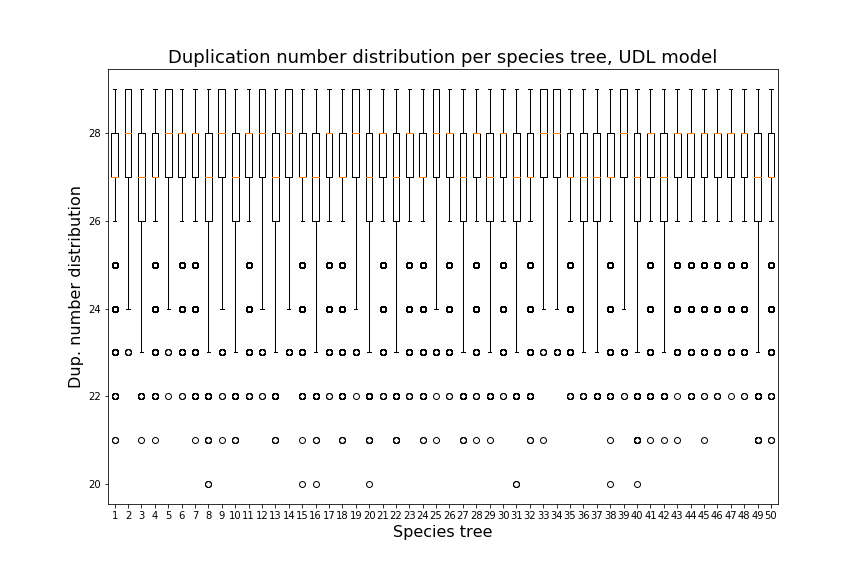 Duplication number distribution per species tree, UDL model
Dup. number distribution
28
26
24
22
20
1 2 3 4 5 6 7 8 9 10 11 12 13 14 15 16 17 18 19 20 21 22 23 24 25 26 27 28 29 30 31 32 33 34 35 36 37 38 39 40 41 42 43 44 45 46 47 48 49 50
Species tree